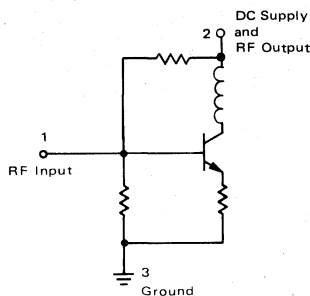 DC Supply
and
RF Output
2
1
RF Input
3
Ground